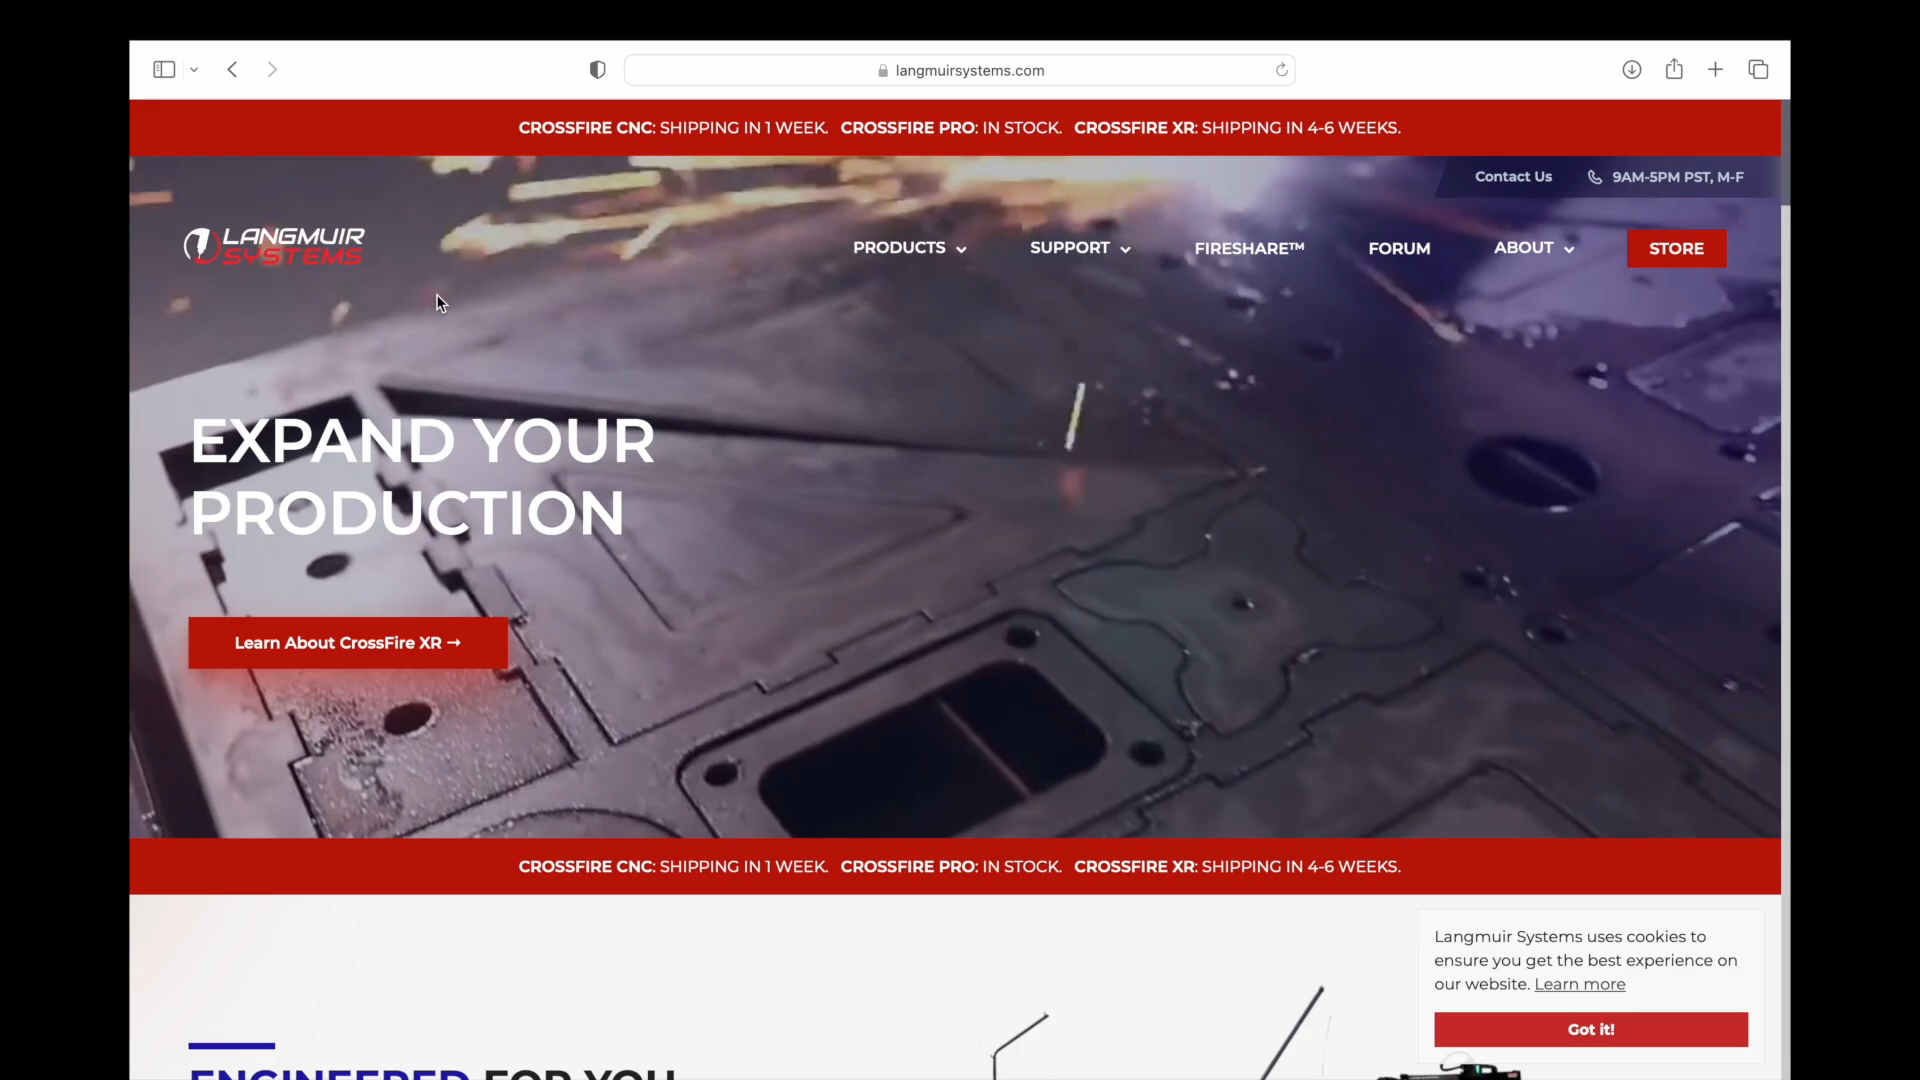 langmuirsystems.com
CROSSFIRE CNC: SHIPPING IN 1 WEEK. CROSSFIRE PRO: IN STOCK. CROSSFIRE XR: SHIPPING IN 4-6 WEEKS.
Contact Us 9AM-5PM PST, M-F
LANGMUIR
SYSTEMS
PRODUCTS SUPPORT FIRESHARE™ FORUM ABOUT STORE
EXPAND YOUR
PRODUCTION
Learn About CrossFire XR →
CROSSFIRE CNC: SHIPPING IN 1 WEEK. CROSSFIRE PRO: IN STOCK. CROSSFIRE XR: SHIPPING IN 4-6 WEEKS.
Langmuir Systems uses cookies to
ensure you get the best experience on
our website. Learn more
Got it!
ENGINEERED FOR YOU